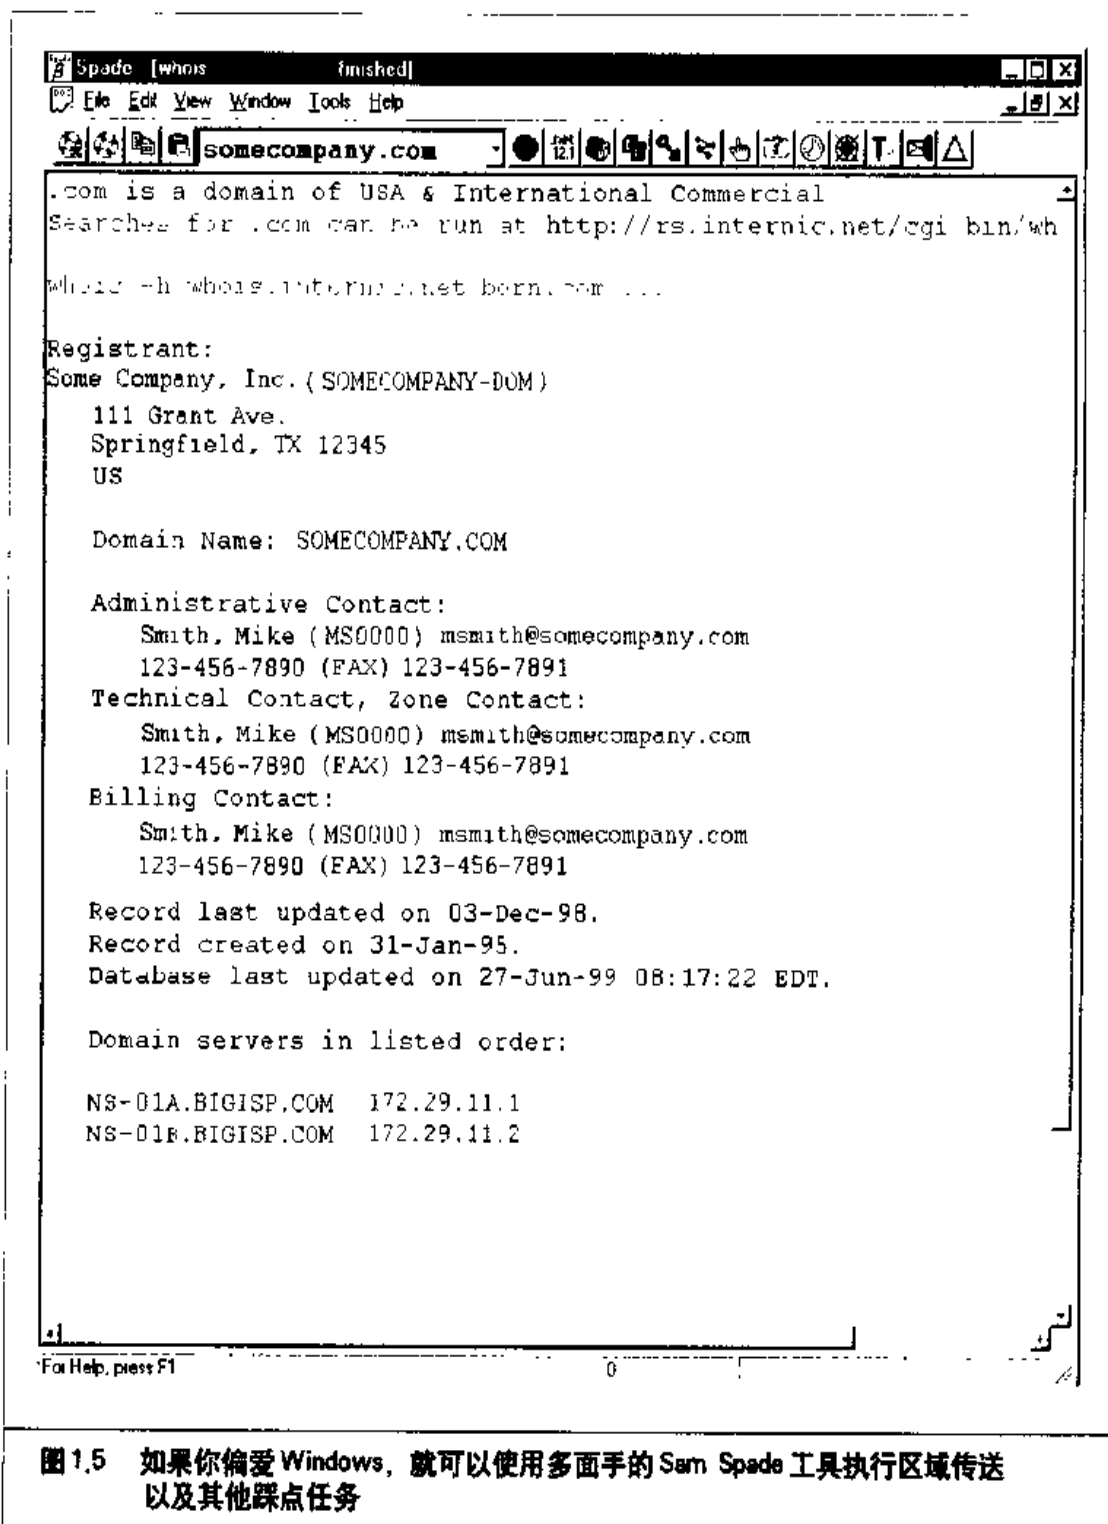 Spade [whois finished]
File Edit View Window Tools Help
somecompany.com
.com is a domain of USA & International Commercial
Searches for .com can be run at http://rs.internic.net/cgi bin/wh
whois -h whois.internic.net born.com ...
Registrant:
Some Company, Inc. (SOMECOMPANY-DOM)
111 Grant Ave.
Springfield, TX 12345
US
Domain Name: SOMECOMPANY.COM
Administrative Contact:
Smith, Mike (MS0000) msmith@somecompany.com
123-456-7890 (FAX) 123-456-7891
Technical Contact, Zone Contact:
Smith, Mike (MS0000) msmith@somecompany.com
123-456-7890 (FAX) 123-456-7891
Billing Contact:
Smith, Mike (MS0000) msmith@somecompany.com
123-456-7890 (FAX) 123-456-7891
Record last updated on 03-Dec-98.
Record created on 31-Jan-95.
Database last updated on 27-Jun-99 08:17:22 EDT.
Domain servers in listed order:
NS-01A.BIGISP.COM 172.29.11.1
NS-01B.BIGISP.COM 172.29.11.2
For Help, press F1
0
图1.5 如果你偏爱Windows，就可以使用多面手的Sam Spade工具执行区域传送
以及其他踩点任务